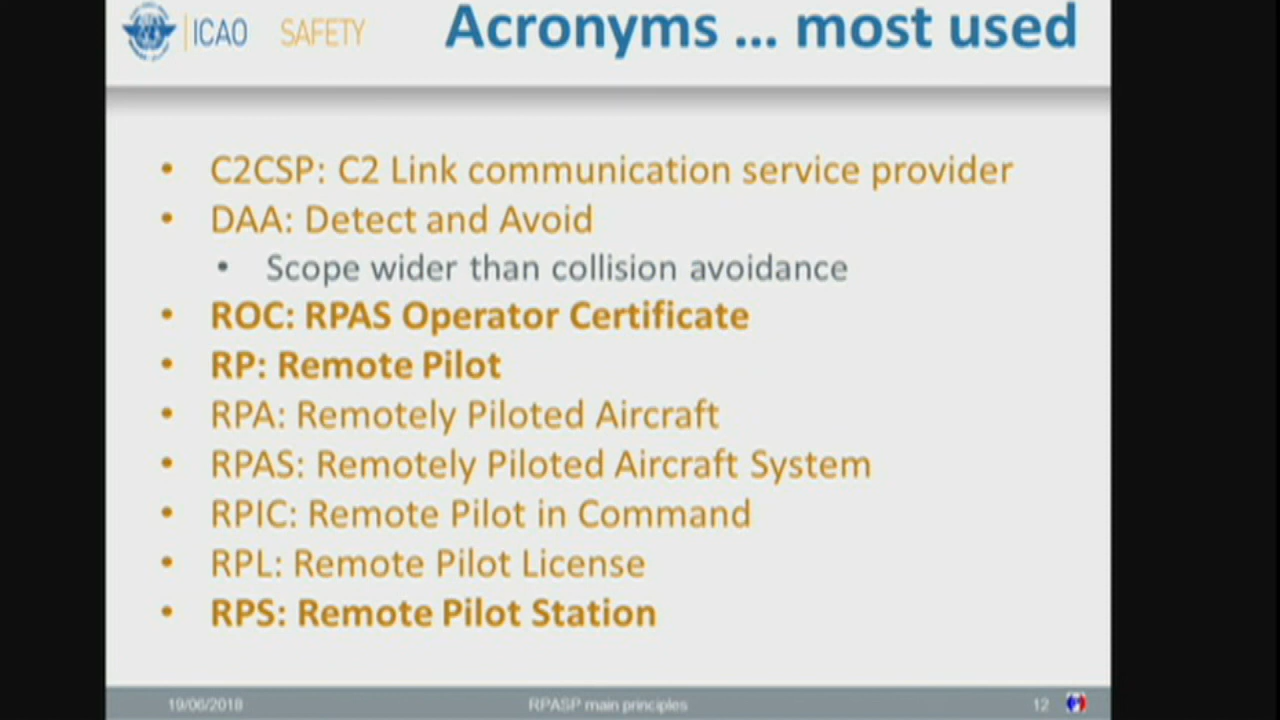 ICAO SAFETY
Acronyms ... most used
• C2CSP: C2 Link communication service provider
• DAA: Detect and Avoid
• Scope wider than collision avoidance
• ROC: RPAS Operator Certificate
• RP: Remote Pilot
• RPA: Remotely Piloted Aircraft
• RPAS: Remotely Piloted Aircraft System
• RPIC: Remote Pilot in Command
• RPL: Remote Pilot License
• RPS: Remote Pilot Station
19/06/2018 RPASP main principles 12